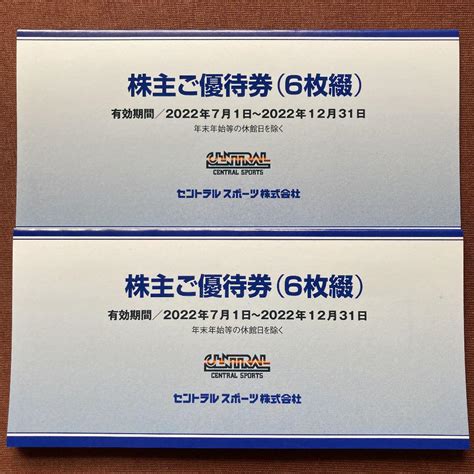 株主ご優待券（6枚綴）
有効期間／2022年7月1日〜2022年12月31日
年末年始等の休館日を除く
CENTRAL
CENTRAL SPORTS
セントラルスポーツ株式会社
株主ご優待券（6枚綴）
有効期間／2022年7月1日〜2022年12月31日
年末年始等の休館日を除く
CENTRAL
CENTRAL SPORTS
セントラルスポーツ株式会社